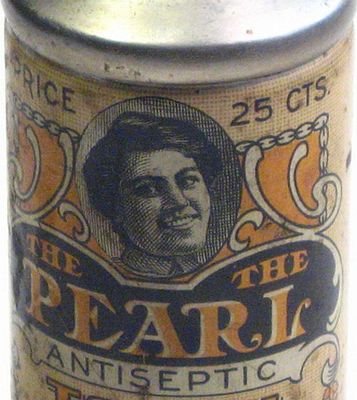 PRICE 25 CTS.
THE THE
PEARL
ANTISEPTIC